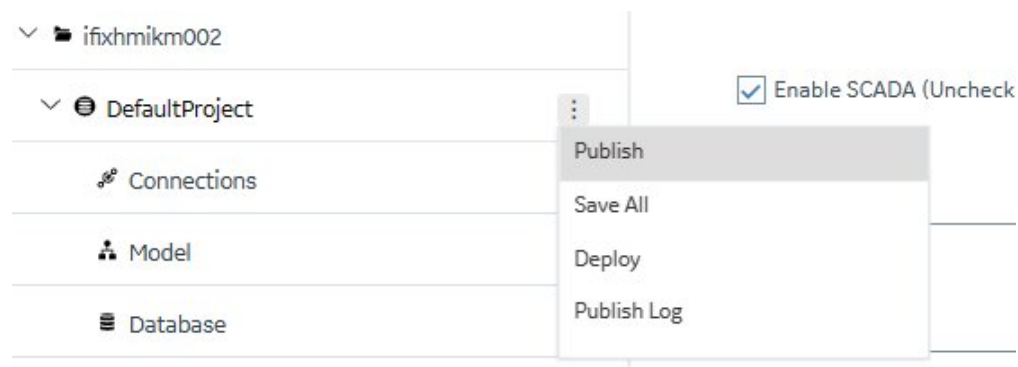 ifixhmikm002
DefaultProject
Enable SCADA (Uncheck
Publish
Connections
Save All
Model
Deploy
Publish Log
Database